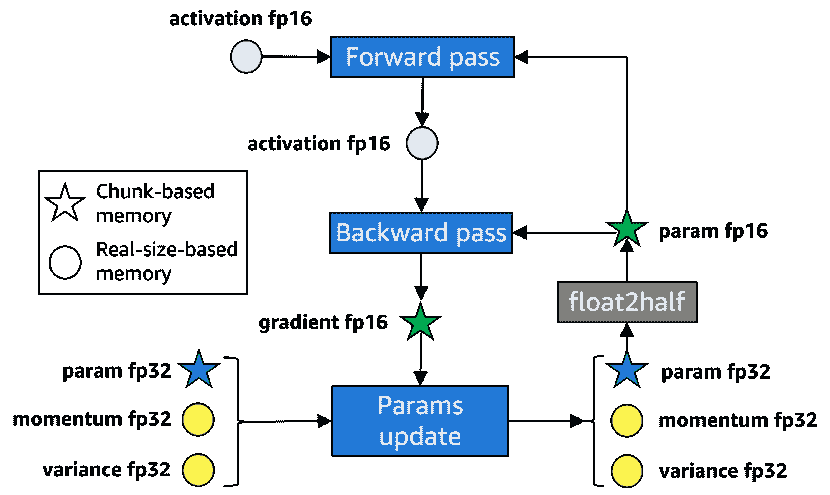 activation fp16
Forward pass
activation fp16
Chunk-based
memory
Real-size-based
memory
Backward pass
param fp16
float2half
gradient fp16
param fp32
momentum fp32
variance fp32
Params
update
param fp32
momentum fp32
variance fp32